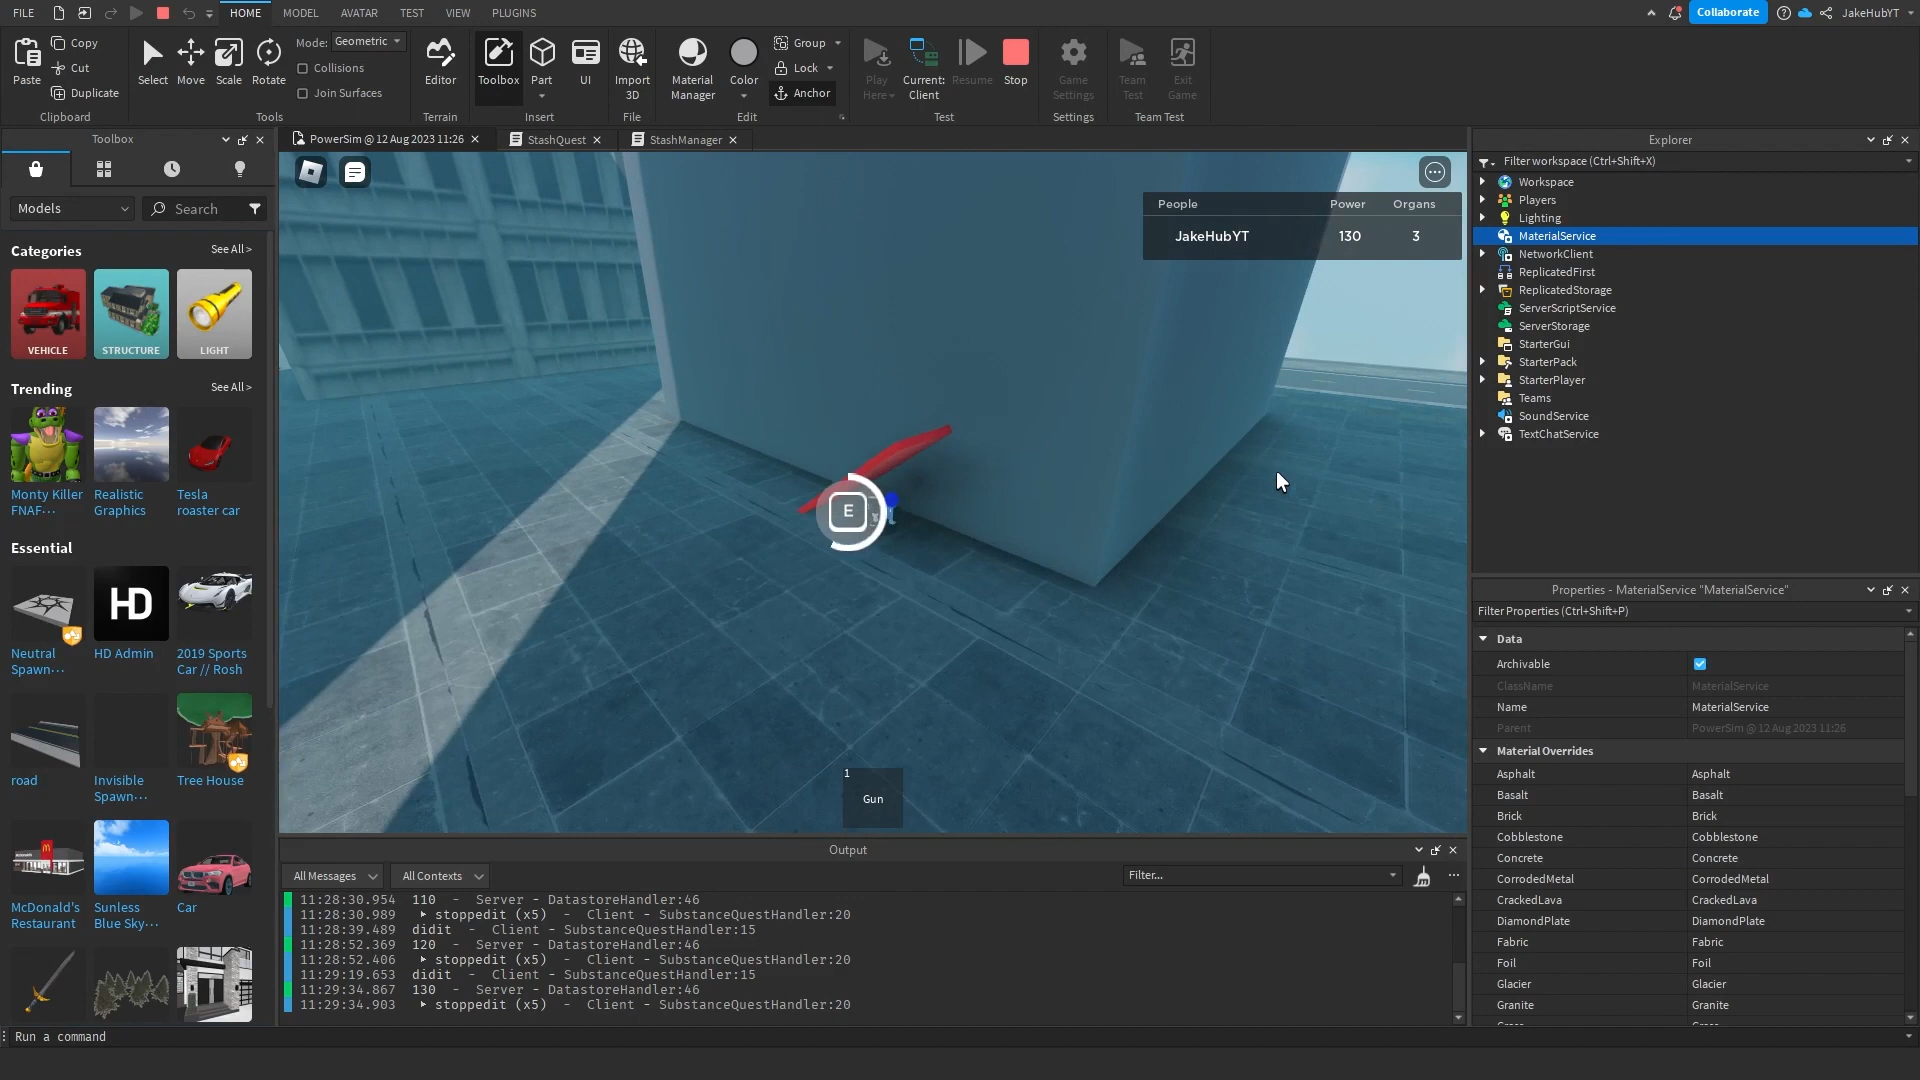 FILE
HOME
MODEL
AVATAR
TEST
VIEW
PLUGINS
Collaborate
JakeHubYT
Paste
Copy
Cut
Duplicate
Clipboard
Select
Move
Scale
Rotate
Mode: Geometric
Collisions
Join Surfaces
Tools
Editor
Terrain
Toolbox
Part
UI
Insert
Import
3D
File
Material
Manager
Color
Group
Lock
Anchor
Edit
Play
Here
Current:
Client
Resume
Stop
Test
Game
Settings
Settings
Team
Test
Exit
Game
Team Test
Toolbox
Models
Search
Categories
See All >
VEHICLE
STRUCTURE
LIGHT
Trending
See All >
Monty Killer
FNAF...
Realistic
Graphics
Tesla
roaster car
Essential
HD
Neutral
Spawn...
HD Admin
2019 Sports
Car // Rosh
road
Invisible
Spawn...
Tree House
McDonald's
Restaurant
Sunless
Blue Sky...
Car
PowerSim @ 12 Aug 2023 11:26
StashQuest
StashManager
People Power Organs
JakeHubYT 130 3
E
1
Gun
Output
All Messages
All Contexts
Filter...
11:28:30.954 110 - Server - DatastoreHandler:46
11:28:30.989 stoppedit (x5) - Client - SubstanceQuestHandler:20
11:28:39.489 didit - Client - SubstanceQuestHandler:15
11:28:52.369 120 - Server - DatastoreHandler:46
11:28:52.406 stoppedit (x5) - Client - SubstanceQuestHandler:20
11:29:19.653 didit - Client - SubstanceQuestHandler:15
11:29:34.867 130 - Server - DatastoreHandler:46
11:29:34.903 stoppedit (x5) - Client - SubstanceQuestHandler:20
Run a command
Explorer
Filter workspace (Ctrl+Shift+X)
Workspace
Players
Lighting
MaterialService
NetworkClient
ReplicatedFirst
ReplicatedStorage
ServerScriptService
ServerStorage
StarterGui
StarterPack
StarterPlayer
Teams
SoundService
TextChatService
Properties - MaterialService "MaterialService"
Filter Properties (Ctrl+Shift+P)
Data
Archivable
ClassName MaterialService
Name MaterialService
Parent PowerSim @ 12 Aug 2023 11:26
Material Overrides
Asphalt Asphalt
Basalt Basalt
Brick Brick
Cobblestone Cobblestone
Concrete Concrete
CorrodedMetal CorrodedMetal
CrackedLava CrackedLava
DiamondPlate DiamondPlate
Fabric Fabric
Foil Foil
Glacier Glacier
Granite Granite